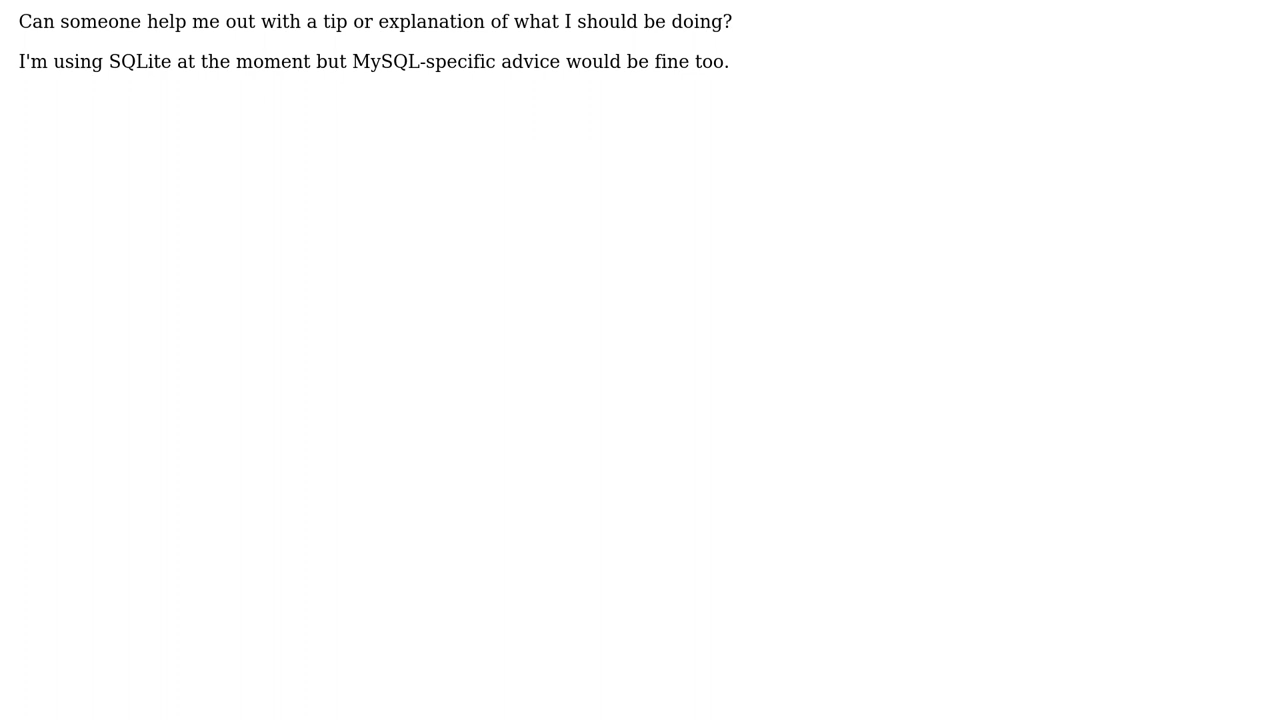 Can someone help me out with a tip or explanation of what I should be doing?
I'm using SQLite at the moment but MySQL-specific advice would be fine too.